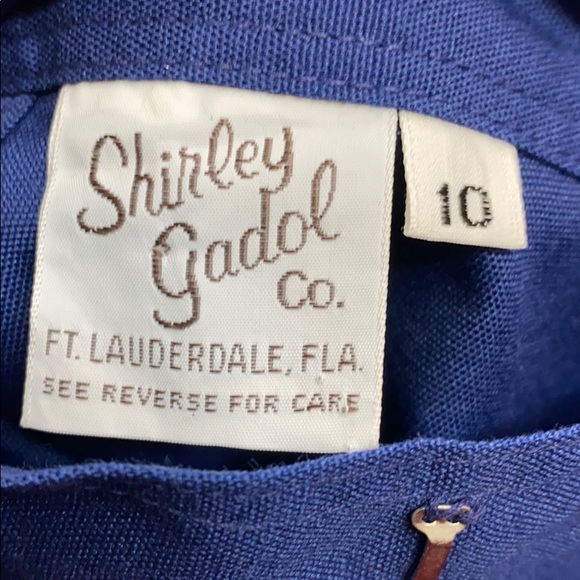 Shirley
Gadol
Co.
FT. LAUDERDALE, FLA.
SEE REVERSE FOR CARE
10